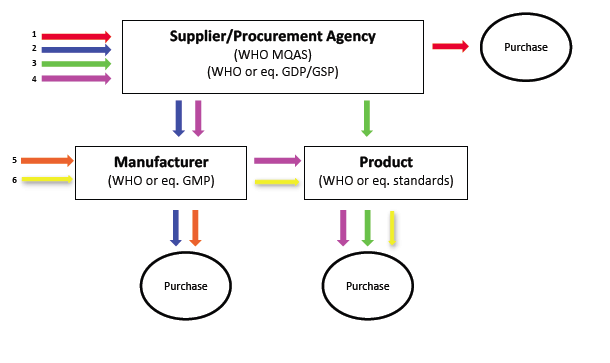 1
2
3
4
Supplier/Procurement Agency
(WHO MQAS)
(WHO or eq. GDP/GSP)
Purchase
5
6
Manufacturer
(WHO or eq. GMP)
Product
(WHO or eq. standards)
Purchase
Purchase